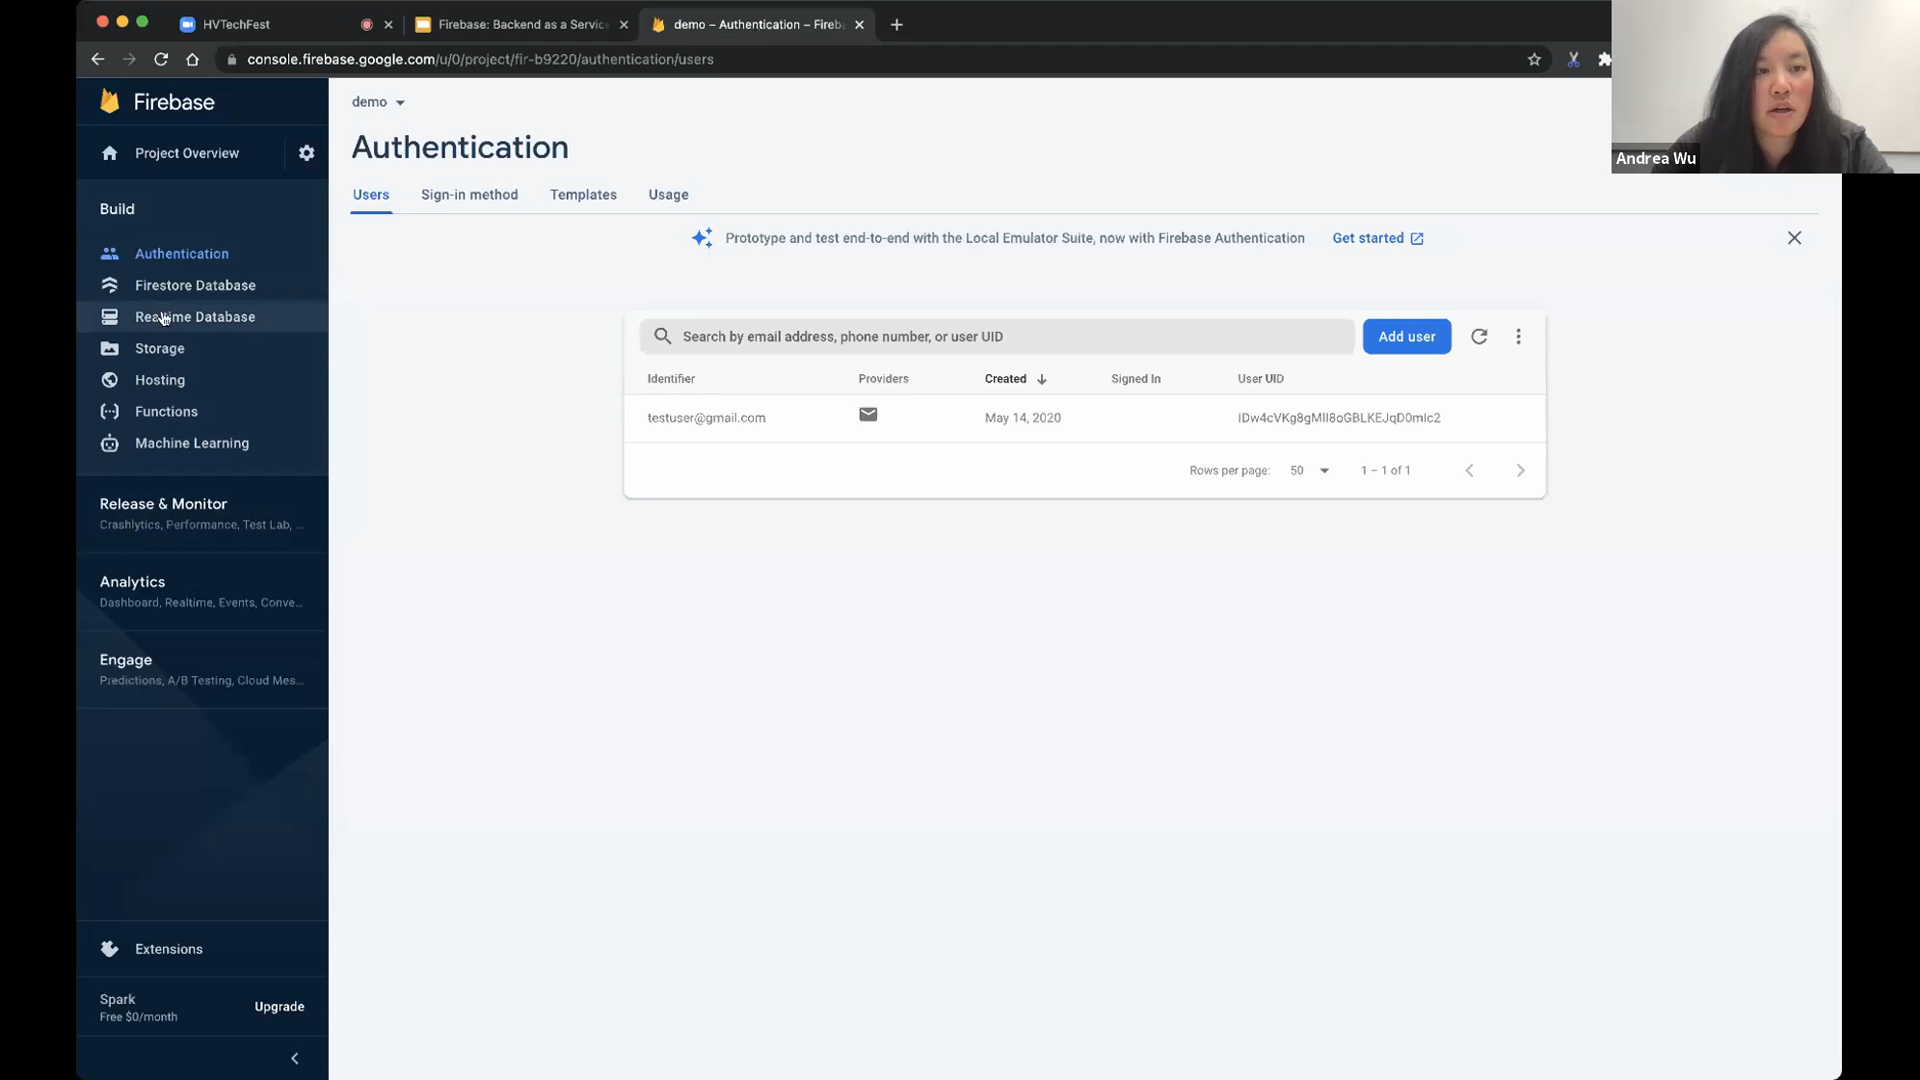 HVTechFest
Firebase: Backend as a Servic
demo – Authentication – Fireb
console.firebase.google.com/u/0/project/fir-b9220/authentication/users
Andrea Wu
Firebase
Project Overview
Build
Authentication
Firestore Database
Realtime Database
Storage
Hosting
Functions
Machine Learning
Release & Monitor
Crashlytics, Performance, Test Lab, ...
Analytics
Dashboard, Realtime, Events, Conve...
Engage
Predictions, A/B Testing, Cloud Mes...
Extensions
Spark
Free $0/month
Upgrade
demo
Authentication
Users Sign-in method Templates Usage
Prototype and test end-to-end with the Local Emulator Suite, now with Firebase Authentication Get started
Search by email address, phone number, or user UID
Add user
Identifier Providers Created Signed In User UID
testuser@gmail.com May 14, 2020
Rows per page: 50 1 – 1 of 1